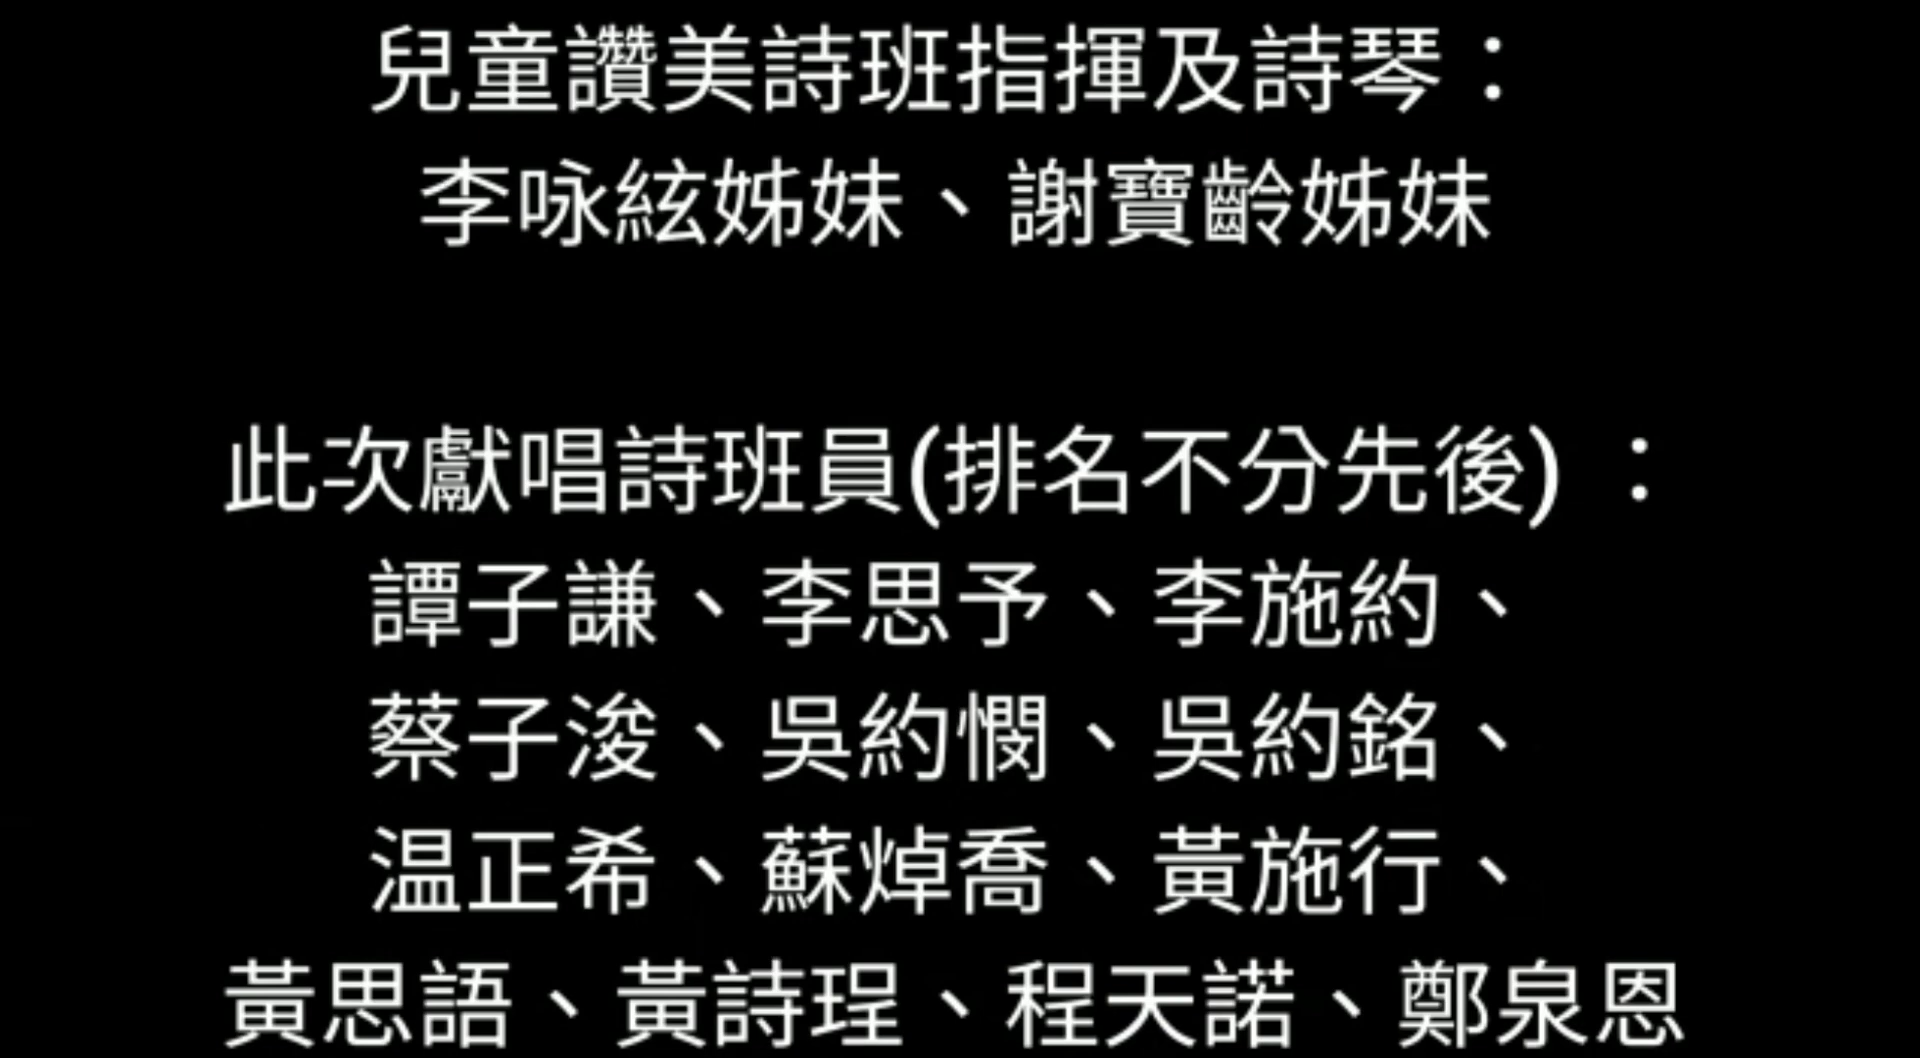 兒童讚美詩班指揮及詩琴：
李咏絃姊妹、謝寶齡姊妹
此次獻唱詩班員(排名不分先後) ：
譚子謙、李思予、李施約、
蔡子浚、吳約憫、吳約銘、
温正希、蘇焯喬、黃施行、
黃思語、黃詩珵、程天諾、鄭泉恩